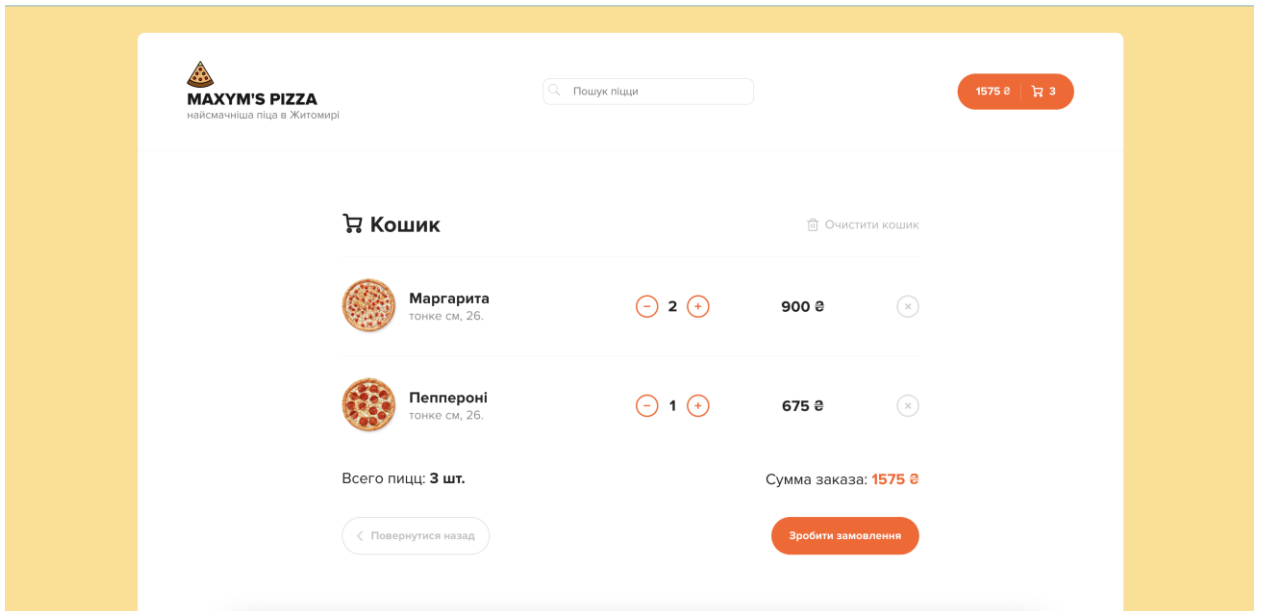 MAXYM'S PIZZA
найсмачніша піца в Житомирі
Пошук піцци
1575 ₴ 3
Кошик
Очистити кошик
Маргарита
тонке см, 26.
2
900 ₴
Пеппероні
тонке см, 26.
1
675 ₴
Всего пицц: 3 шт.
Сумма заказа: 1575 ₴
Повернутися назад
Зробити замовлення